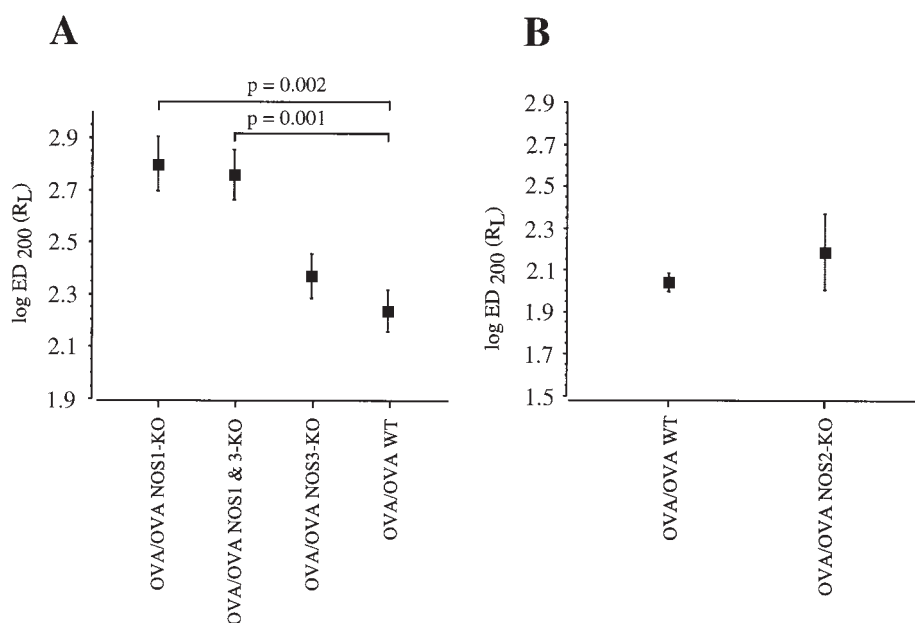 A
p = 0.002
p = 0.001
2.9
2.7
2.5
2.3
2.1
1.9
log ED 200 (RL)
OVA/OVA NOS1-KO
OVA/OVA NOS1 & 3-KO
OVA/OVA NOS3-KO
OVA/OVA WT
B
2.9
2.7
2.5
2.3
2.1
1.9
1.7
1.5
log ED 200 (RL)
OVA/OVA WT
OVA/OVA NOS2-KO